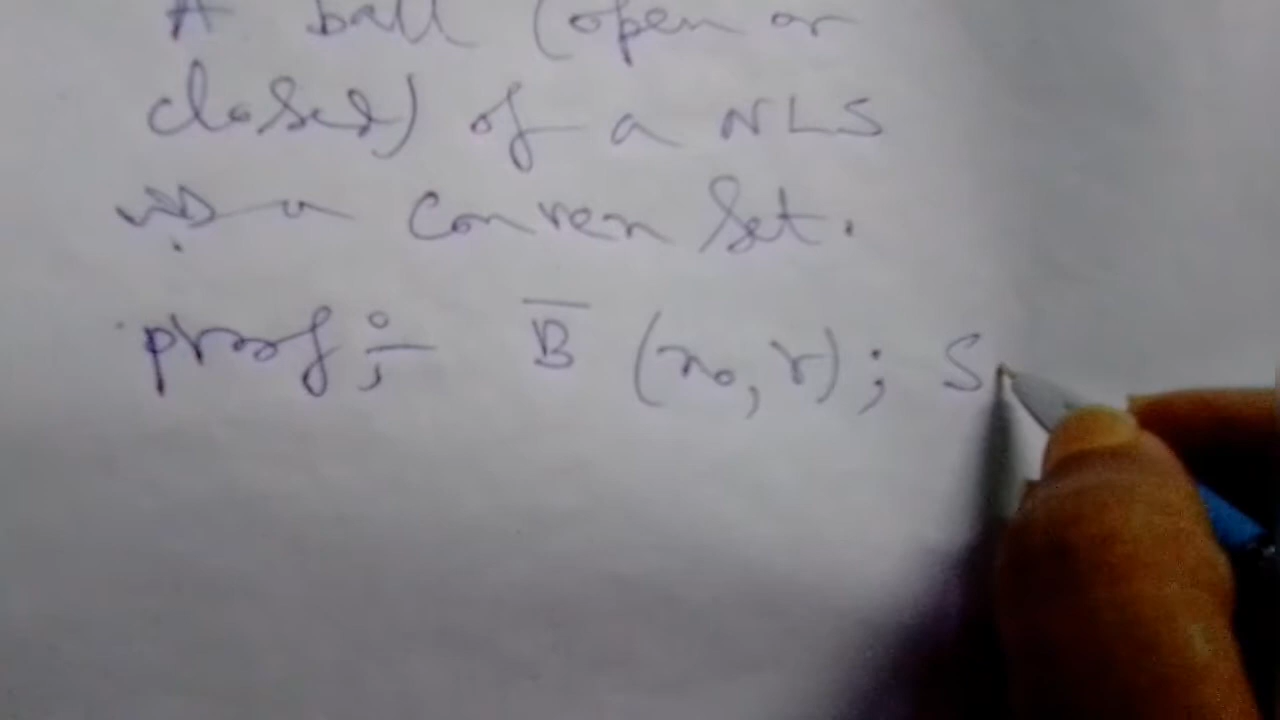 A ball (open or
closed) of a NLS
is a convex set.
proof :- B̅ (x₀, r) ; S